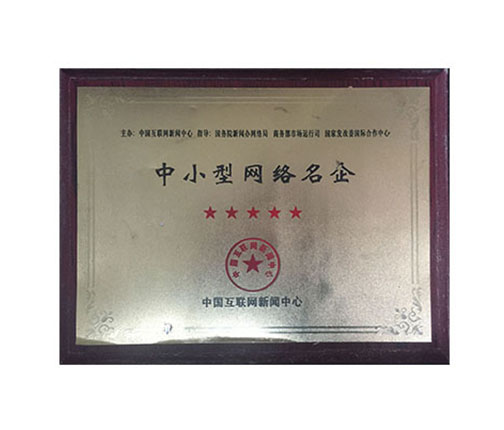 主办：中国互联网新闻中心 指导：国务院新闻办网络局 商务部市场运行司 国家发改委国际合作中心
中小型网络名企
★★★★★
中国互联网新闻中心
中国互联网新闻中心